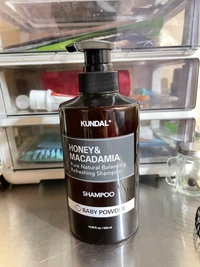 KUNDAL®
HONEY&
MACADAMIA
Pure Natural Balancing
Refreshing Shampoo
SHAMPOO
BABY POWDER